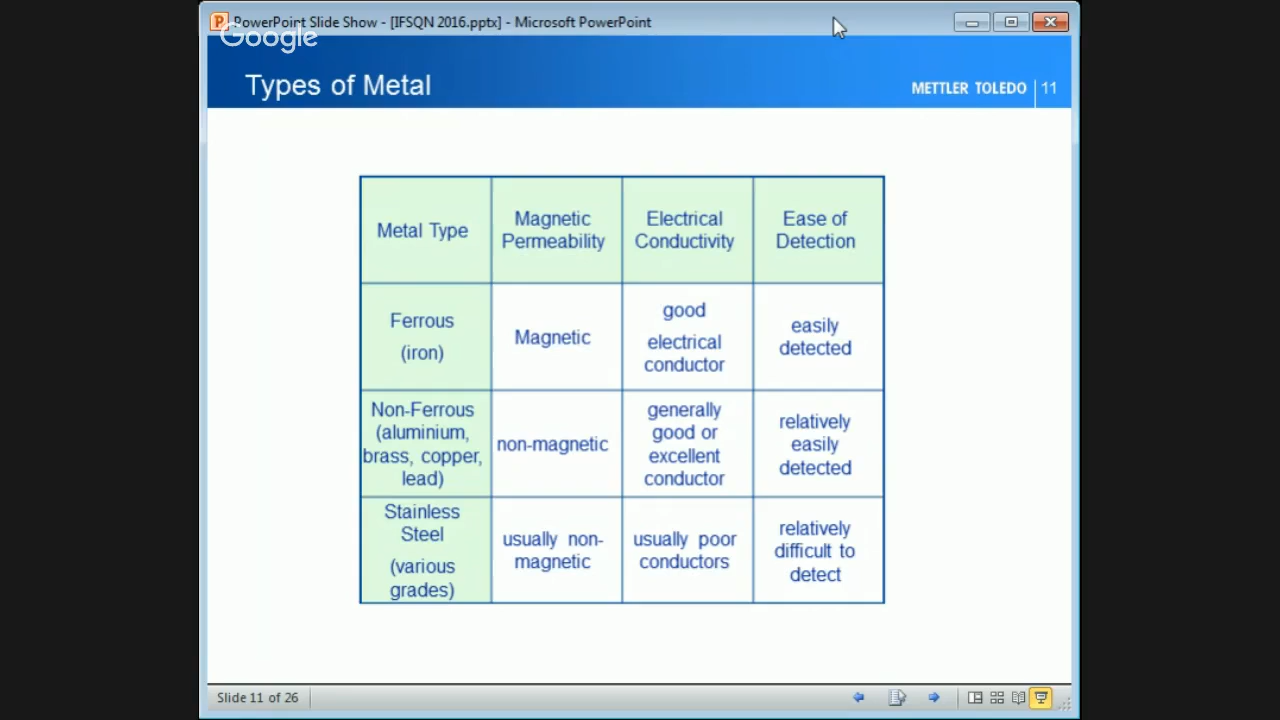 PowerPoint Slide Show - [IFSQN 2016.pptx] - Microsoft PowerPoint
Google
Types of Metal
METTLER TOLEDO 11
Metal Type
Magnetic
Permeability
Electrical
Conductivity
Ease of
Detection
Ferrous
(iron)
Magnetic
good
electrical
conductor
easily
detected
Non-Ferrous
(aluminium,
brass, copper,
lead)
non-magnetic
generally
good or
excellent
conductor
relatively
easily
detected
Stainless
Steel
(various
grades)
usually non-
magnetic
usually poor
conductors
relatively
difficult to
detect
Slide 11 of 26